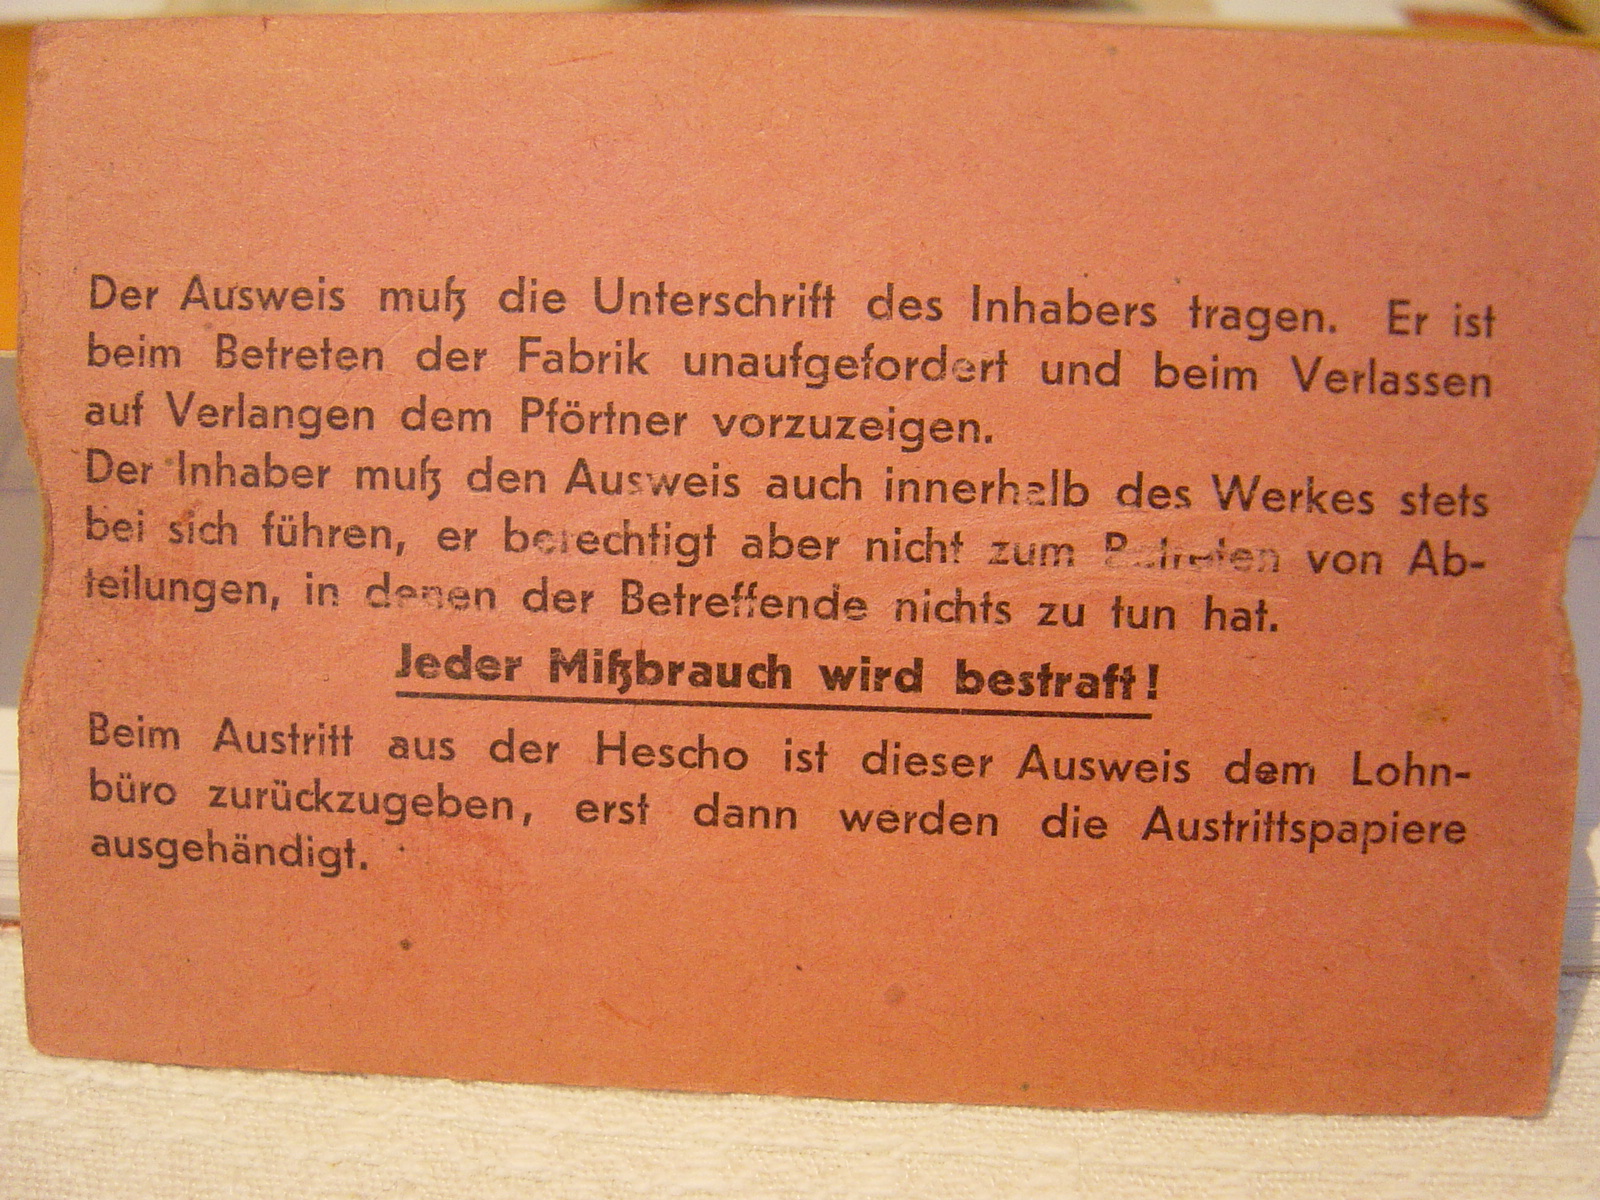 Der Ausweis muß die Unterschrift des Inhabers tragen. Er ist
beim Betreten der Fabrik unaufgefordert und beim Verlassen
auf Verlangen dem Pförtner vorzuzeigen.
Der Inhaber muß den Ausweis auch innerhalb des Werkes stets
bei sich führen, er berechtigt aber nicht zum Betreten von Ab-
teilungen, in denen der Betreffende nichts zu tun hat.
Jeder Mißbrauch wird bestraft!
Beim Austritt aus der Hescho ist dieser Ausweis dem Lohn-
büro zurückzugeben, erst dann werden die Austrittspapiere
ausgehändigt.